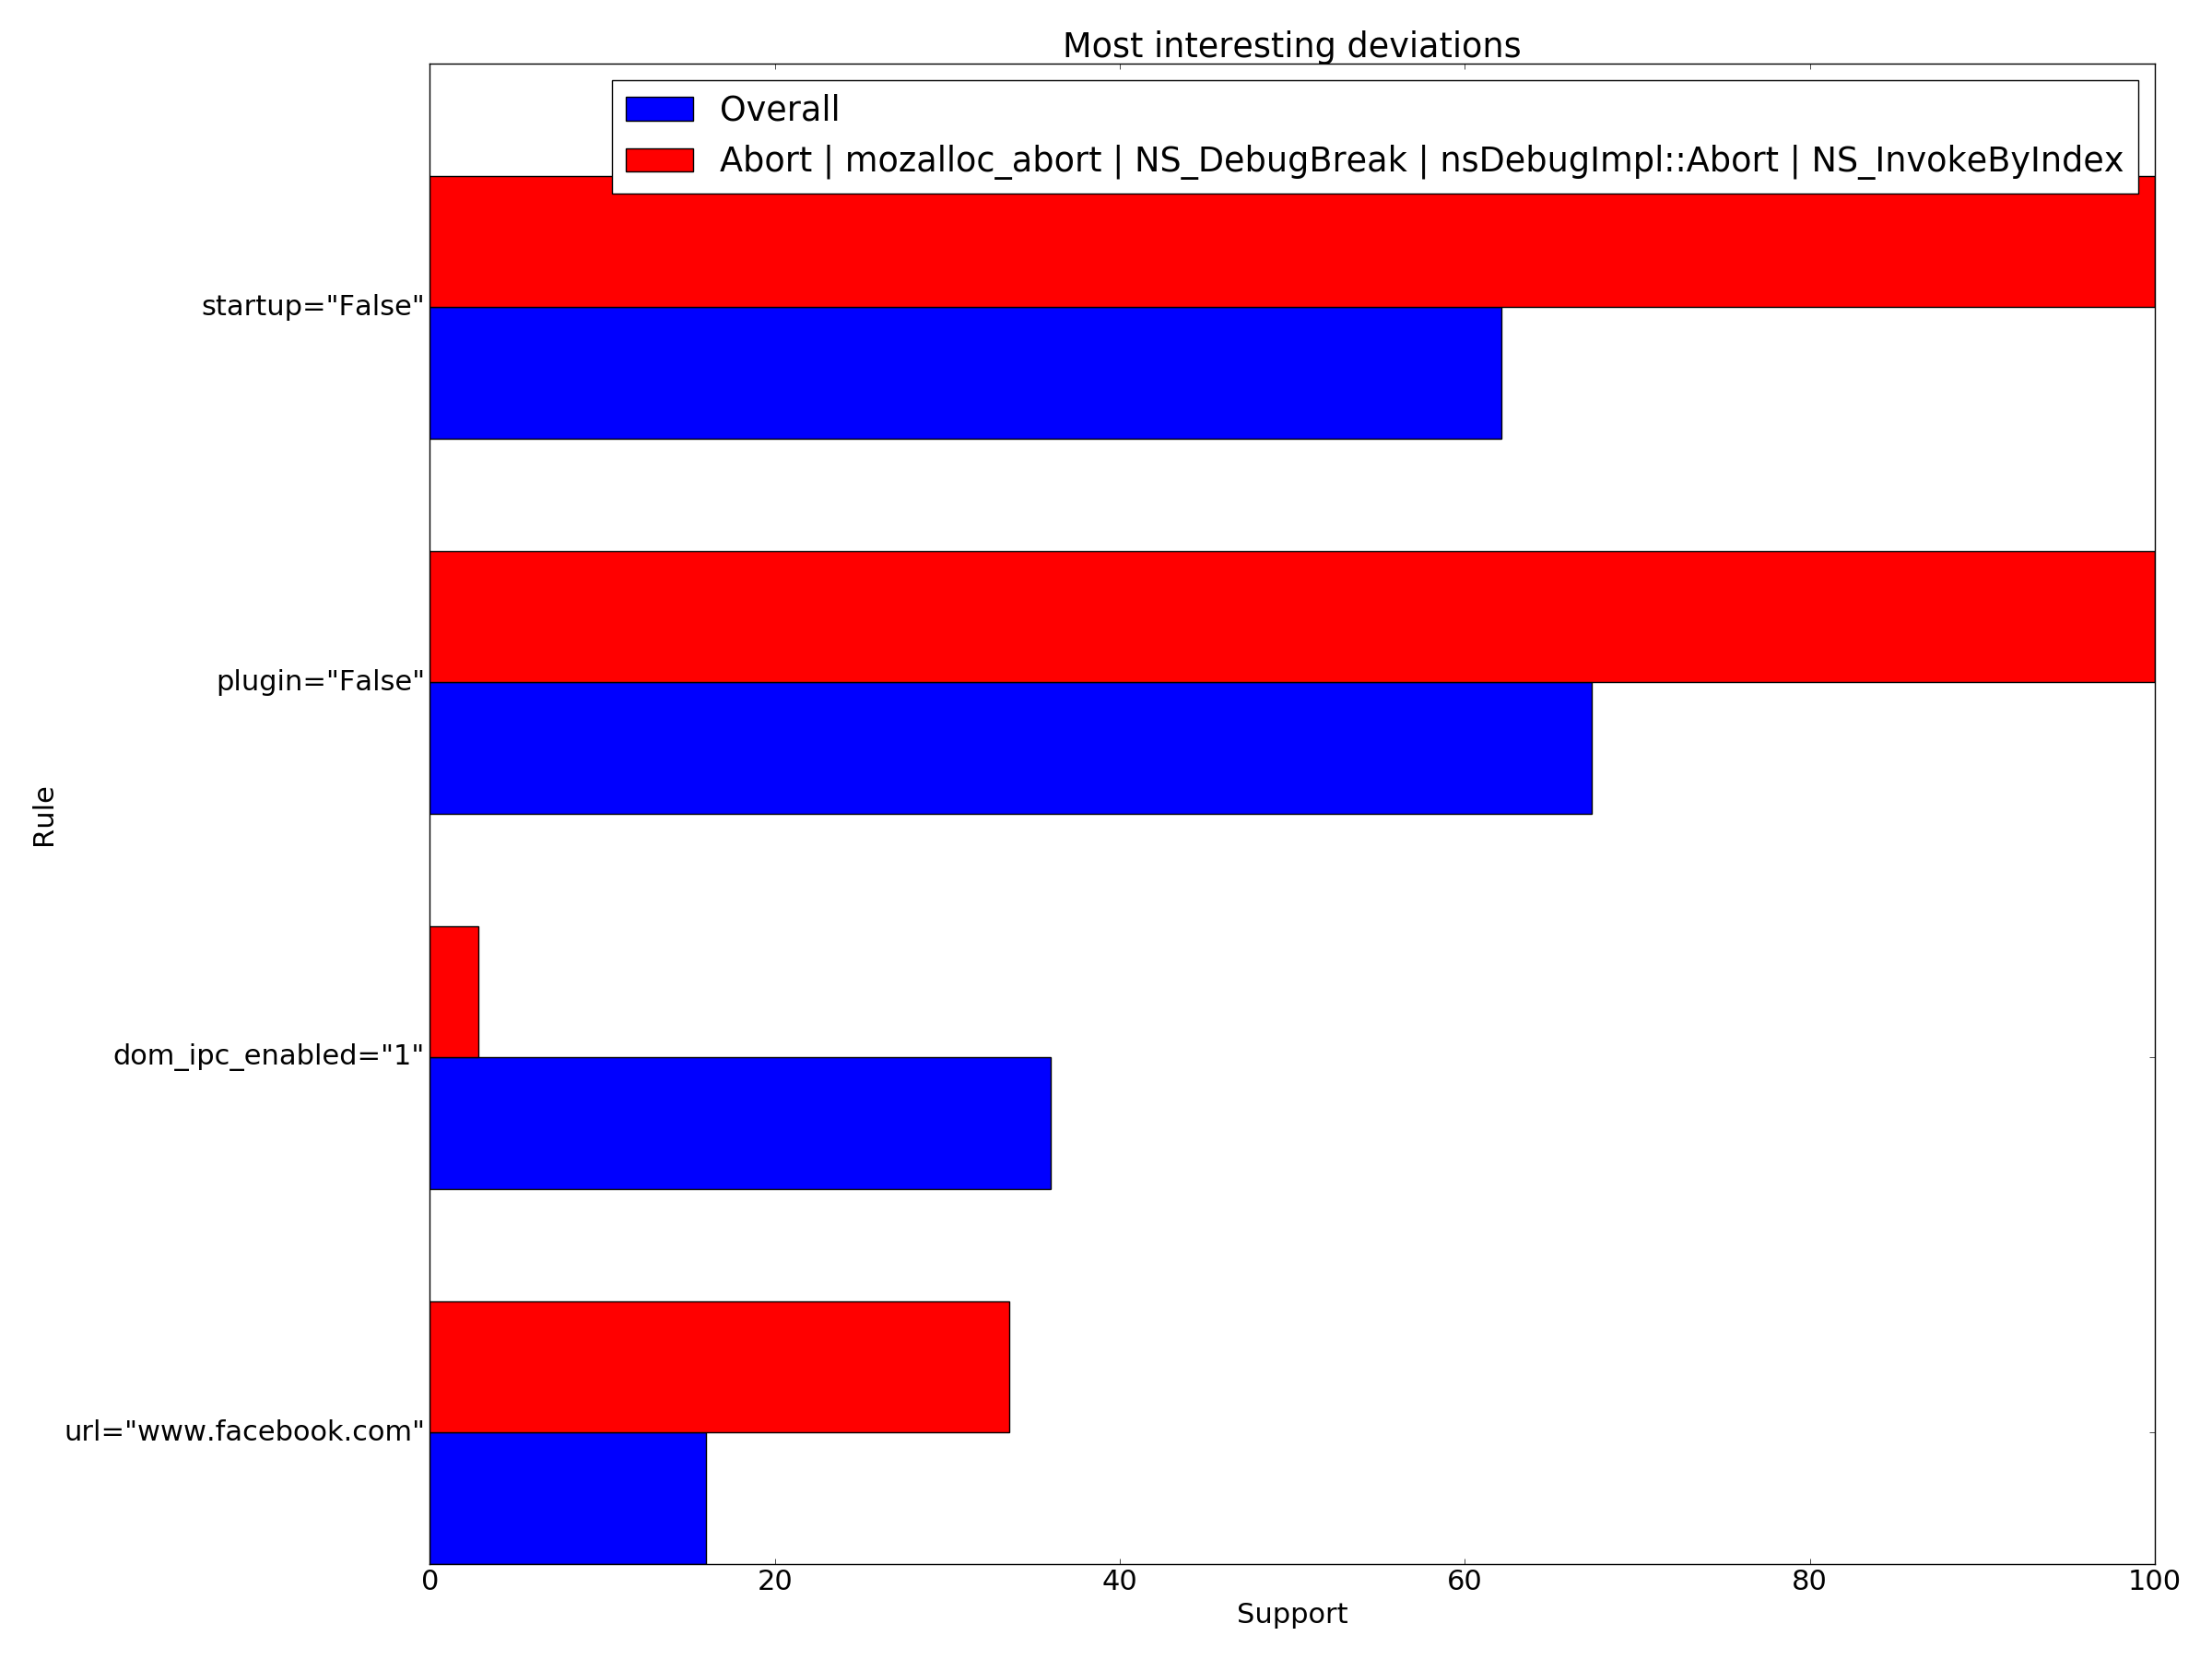 Most interesting deviations
Overall
Abort | mozalloc_abort | NS_DebugBreak | nsDebugImpl::Abort | NS_InvokeByIndex
startup="False"
plugin="False"
Rule
dom_ipc_enabled="1"
url="www.facebook.com"
0 20 40 60 80 100
Support